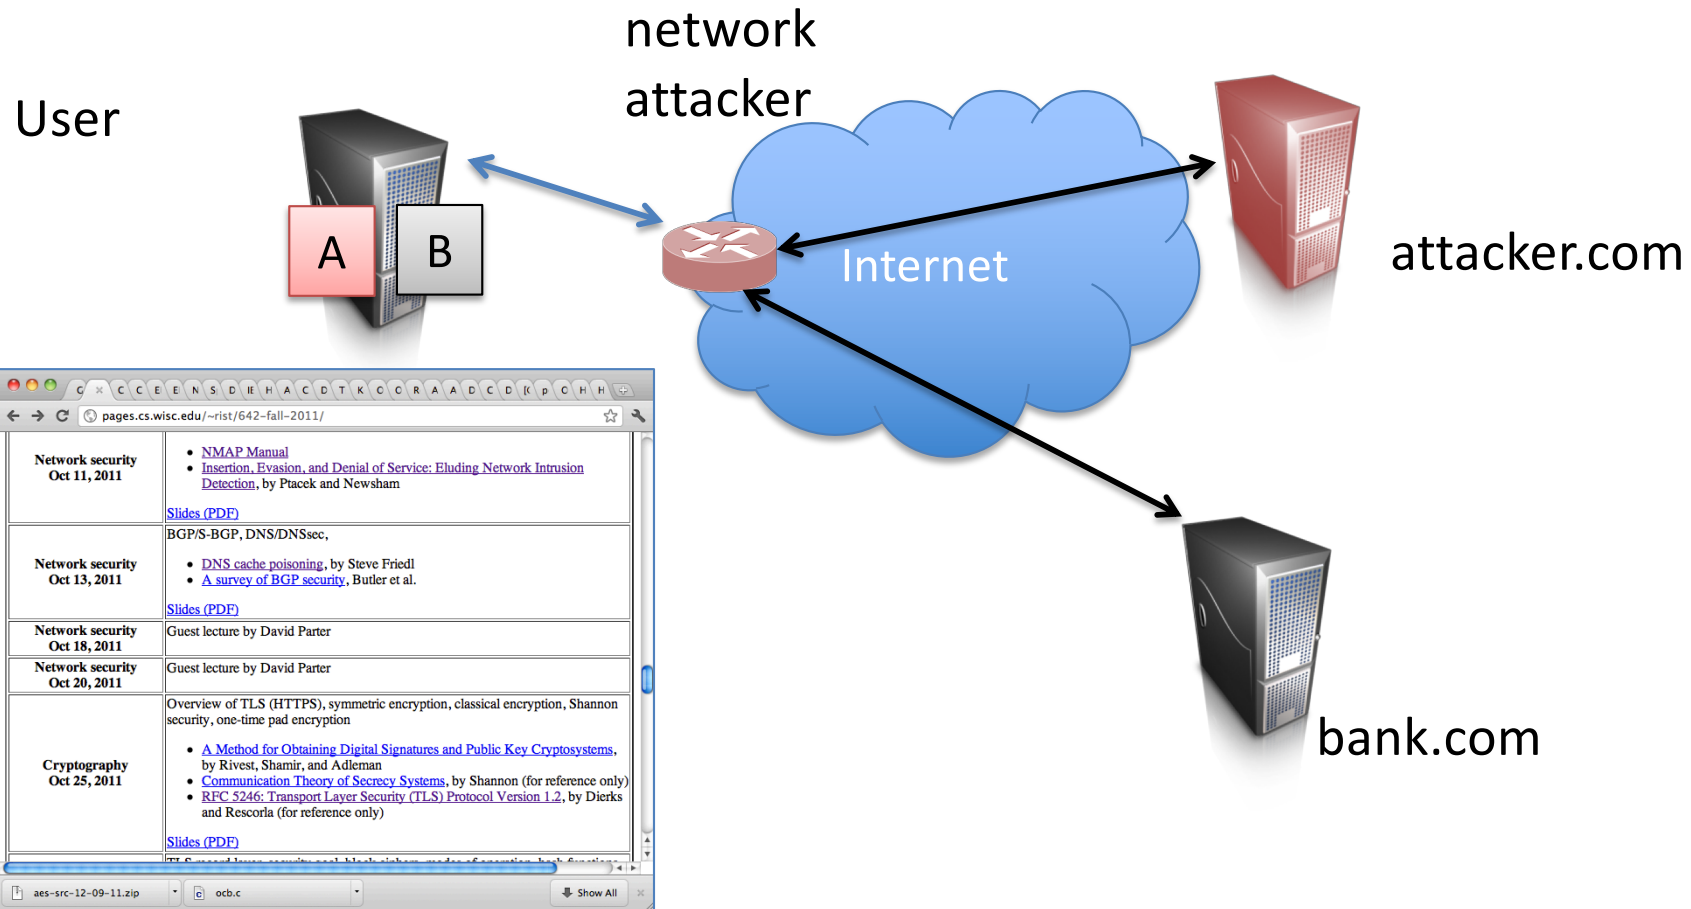 network
attacker
User
A
B
Internet
attacker.com
bank.com
pages.cs.wisc.edu/~rist/642-fall-2011/
Network security
Oct 11, 2011
NMAP Manual
Insertion, Evasion, and Denial of Service: Eluding Network Intrusion
Detection, by Ptacek and Newsham
Slides (PDF)
Network security
Oct 13, 2011
BGP/S-BGP, DNS/DNSsec,
DNS cache poisoning, by Steve Friedl
A survey of BGP security, Butler et al.
Slides (PDF)
Network security
Oct 18, 2011
Guest lecture by David Parter
Network security
Oct 20, 2011
Guest lecture by David Parter
Cryptography
Oct 25, 2011
Overview of TLS (HTTPS), symmetric encryption, classical encryption, Shannon
security, one-time pad encryption
A Method for Obtaining Digital Signatures and Public Key Cryptosystems,
by Rivest, Shamir, and Adleman
Communication Theory of Secrecy Systems, by Shannon (for reference only)
RFC 5246: Transport Layer Security (TLS) Protocol Version 1.2, by Dierks
and Rescorla (for reference only)
Slides (PDF)
aes-src-12-09-11.zip
ocb.c
Show All